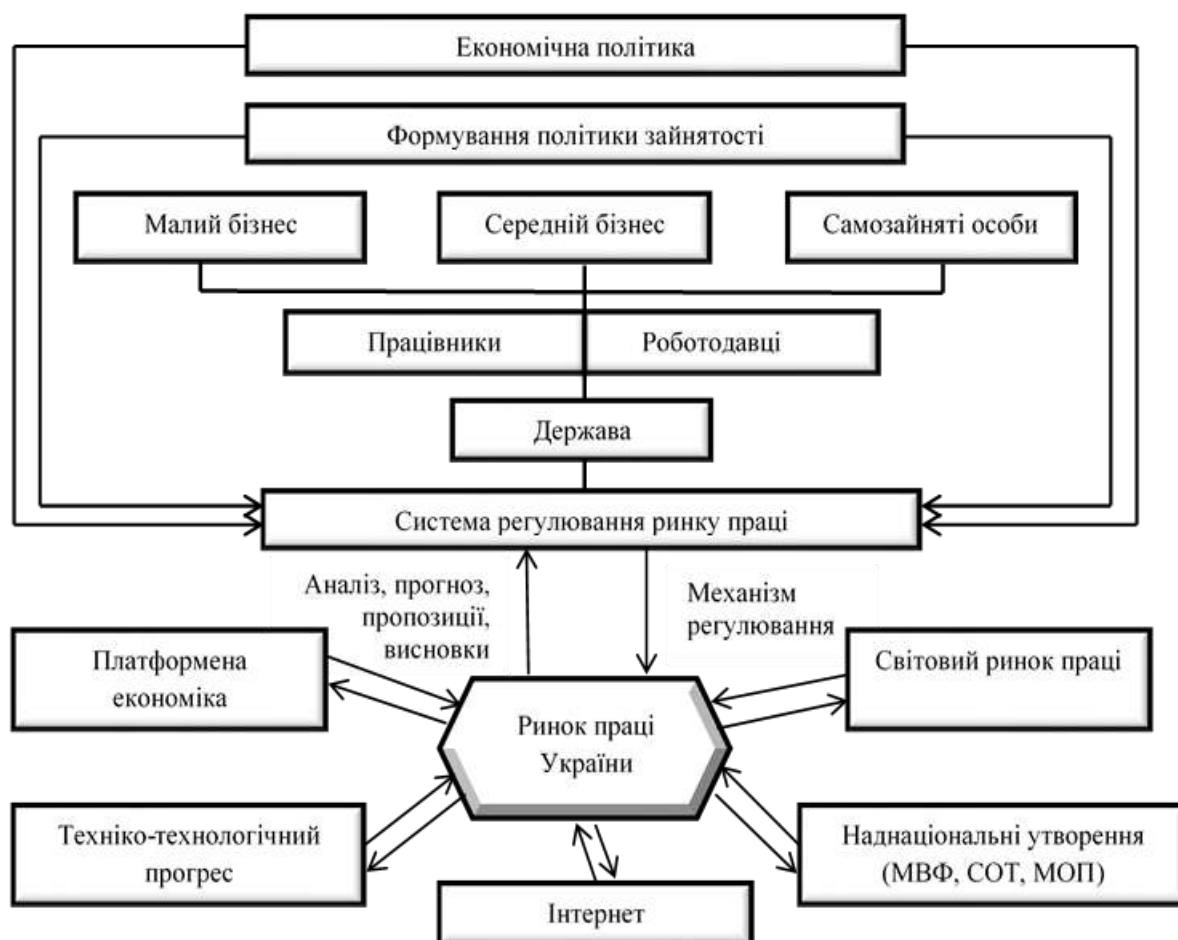 Економічна політика
Формування політики зайнятості
Малий бізнес
Середній бізнес
Самозайняті особи
Працівники
Роботодавці
Держава
Система регулювання ринку праці
Аналіз, прогноз,
пропозиції,
висновки
Механізм
регулювання
Платформена
економіка
Світовий ринок праці
Ринок праці
України
Техніко-технологічний
прогрес
Наднаціональні утворення
(МВФ, СОТ, МОП)
Інтернет